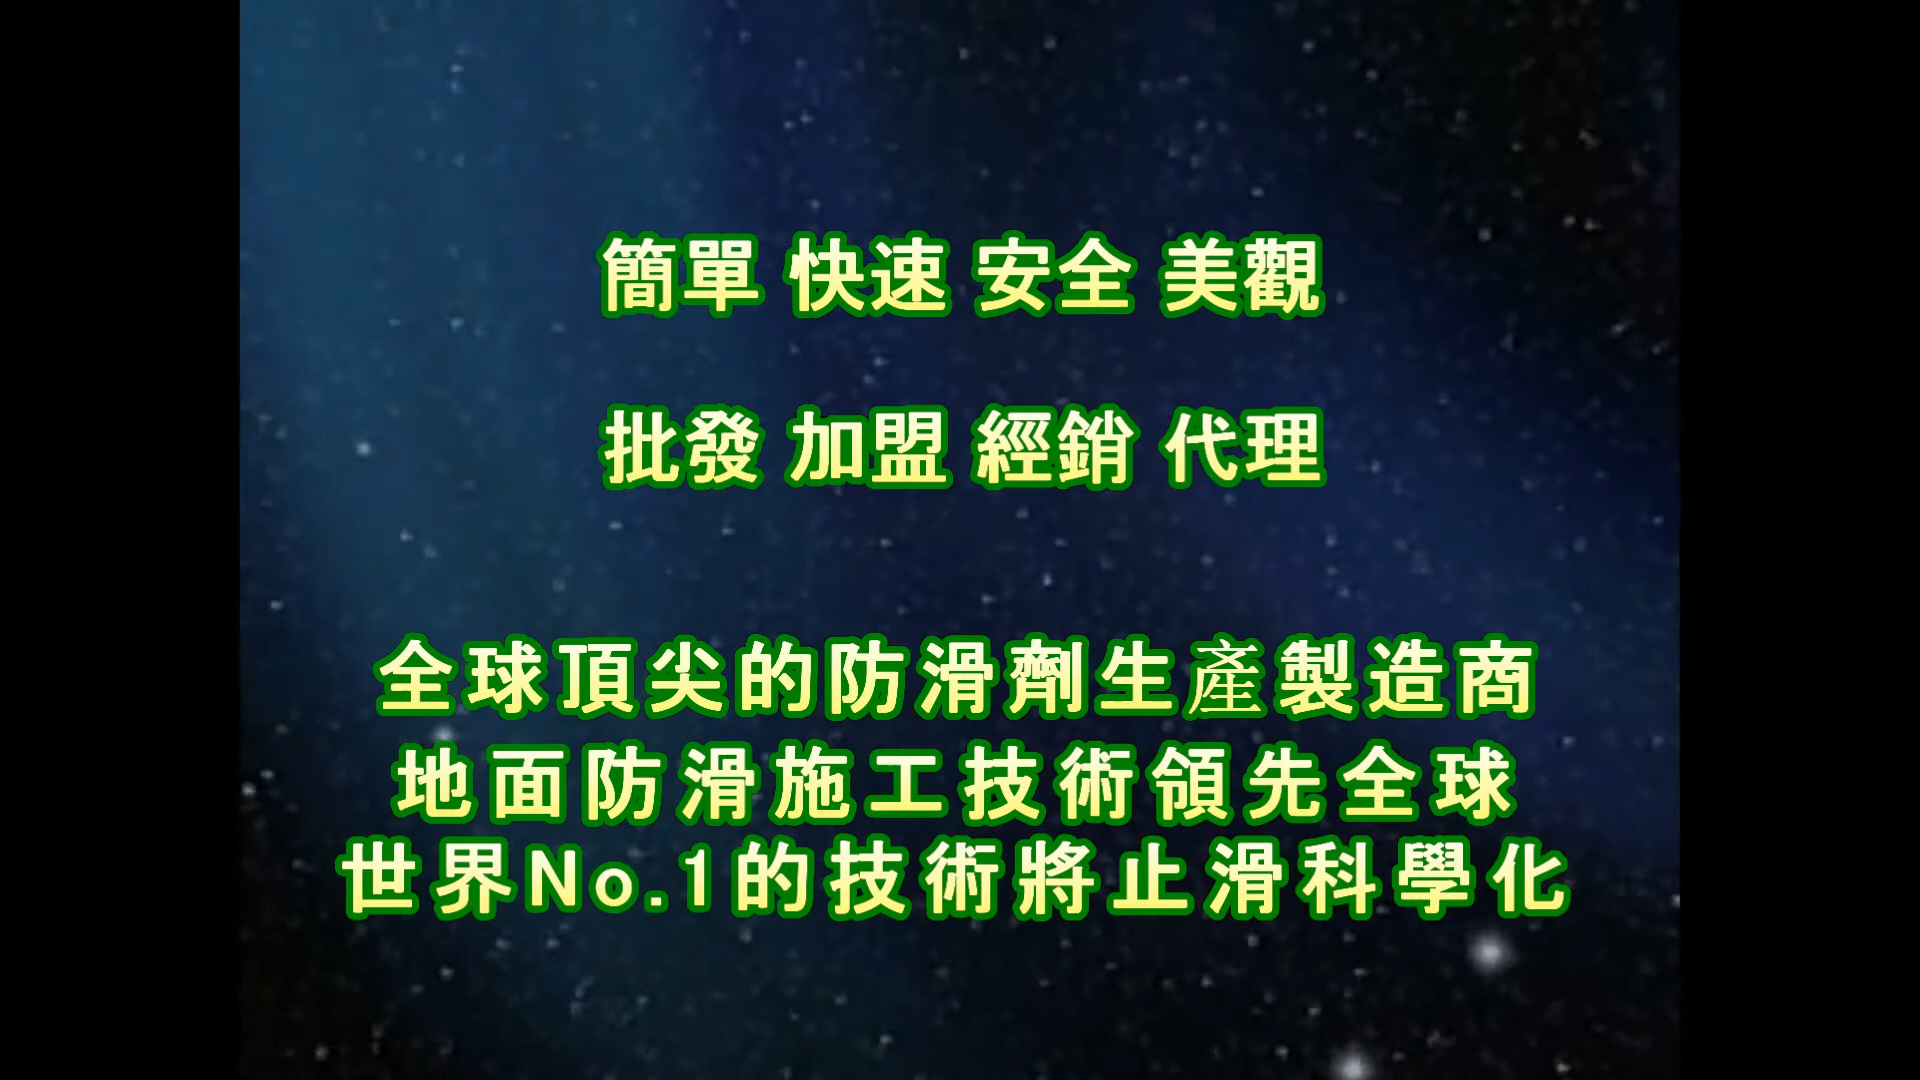 簡單 快速 安全 美觀
批發 加盟 經銷 代理
全球頂尖的防滑劑生產製造商
地面防滑施工技術領先全球
世界No.1的技術將止滑科學化